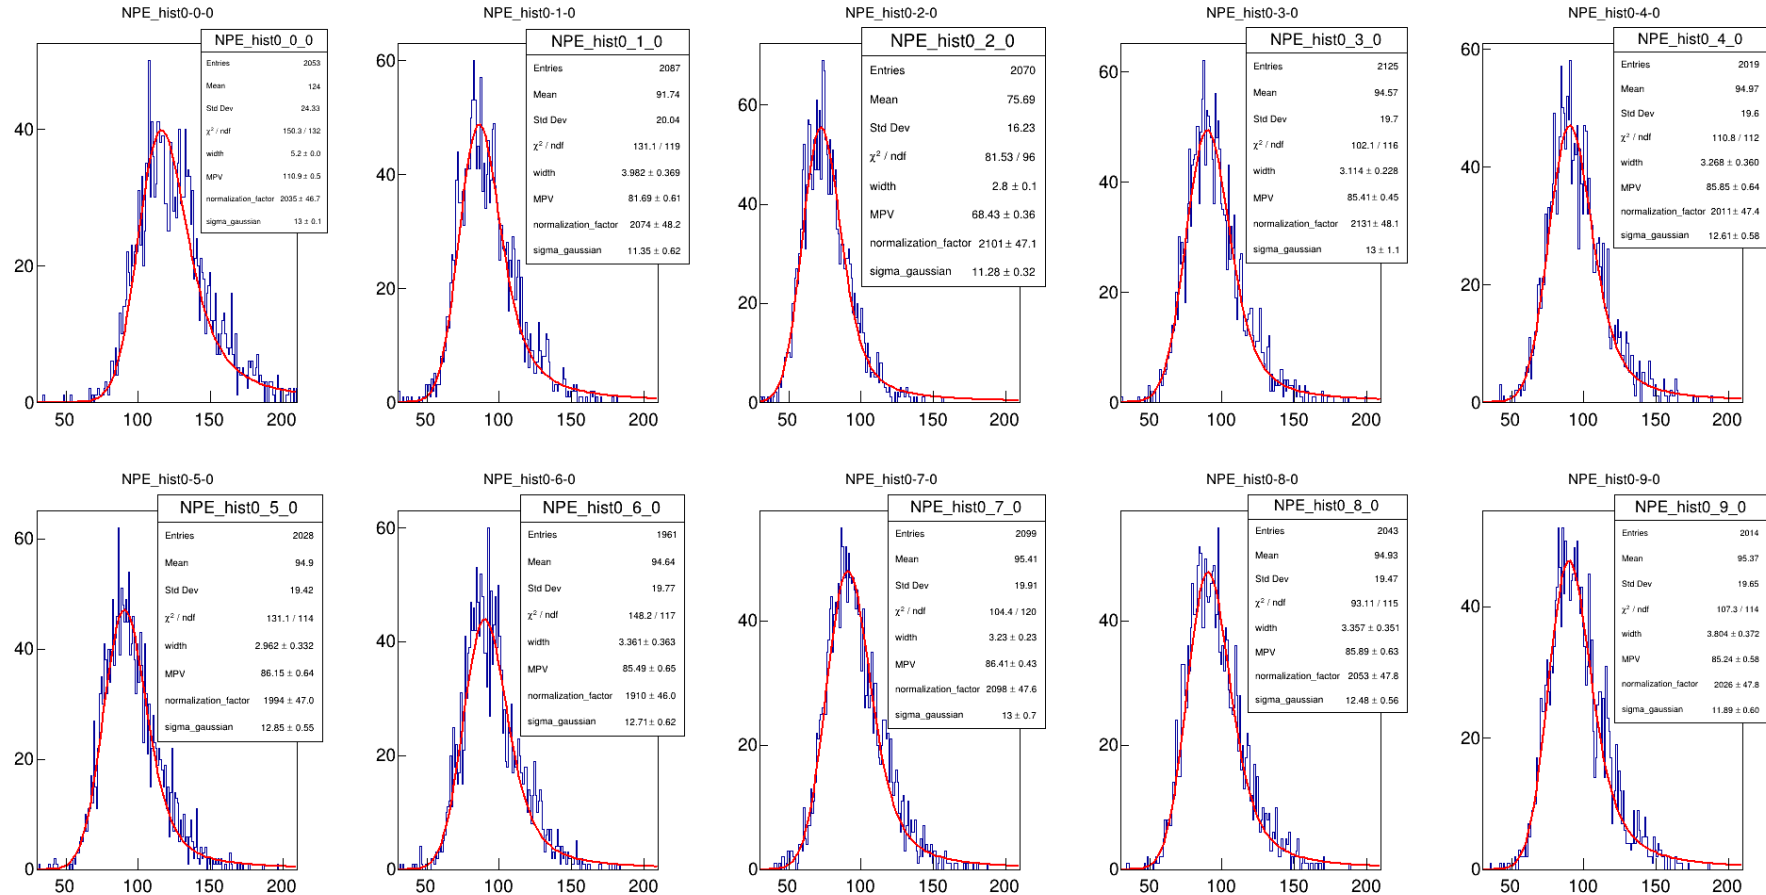 NPE_hist0-0-0
NPE_hist0_0_0
Entries 2053
Mean 124
Std Dev 24.33
χ² / ndf 150.3 / 132
width 5.2 ± 0.0
MPV 110.9 ± 0.5
normalization_factor 2035 ± 46.7
sigma_gaussian 13 ± 0.1
40
20
0
50 100 150 200
NPE_hist0-1-0
NPE_hist0_1_0
Entries 2087
Mean 91.74
Std Dev 20.04
χ² / ndf 131.1 / 119
width 3.982 ± 0.369
MPV 81.69 ± 0.61
normalization_factor 2074 ± 48.2
sigma_gaussian 11.35 ± 0.62
60
40
20
0
50 100 150 200
NPE_hist0-2-0
NPE_hist0_2_0
Entries 2070
Mean 75.69
Std Dev 16.23
χ² / ndf 81.53 / 96
width 2.8 ± 0.1
MPV 68.43 ± 0.36
normalization_factor 2101 ± 47.1
sigma_gaussian 11.28 ± 0.32
60
40
20
0
50 100 150 200
NPE_hist0-3-0
NPE_hist0_3_0
Entries 2125
Mean 94.57
Std Dev 19.7
χ² / ndf 102.1 / 116
width 3.114 ± 0.228
MPV 85.41 ± 0.45
normalization_factor 2131 ± 48.1
sigma_gaussian 13 ± 1.1
60
40
20
0
50 100 150 200
NPE_hist0-4-0
NPE_hist0_4_0
Entries 2019
Mean 94.97
Std Dev 19.6
χ² / ndf 110.8 / 112
width 3.268 ± 0.360
MPV 85.85 ± 0.64
normalization_factor 2011 ± 47.4
sigma_gaussian 12.61 ± 0.58
60
40
20
0
50 100 150 200
NPE_hist0-5-0
NPE_hist0_5_0
Entries 2028
Mean 94.9
Std Dev 19.42
χ² / ndf 131.1 / 114
width 2.962 ± 0.332
MPV 86.15 ± 0.64
normalization_factor 1994 ± 47.0
sigma_gaussian 12.85 ± 0.55
60
40
20
0
50 100 150 200
NPE_hist0-6-0
NPE_hist0_6_0
Entries 1961
Mean 94.64
Std Dev 19.77
χ² / ndf 148.2 / 117
width 3.361 ± 0.363
MPV 85.49 ± 0.65
normalization_factor 1910 ± 46.0
sigma_gaussian 12.71 ± 0.62
60
40
20
0
50 100 150 200
NPE_hist0-7-0
NPE_hist0_7_0
Entries 2099
Mean 95.41
Std Dev 19.91
χ² / ndf 104.4 / 120
width 3.23 ± 0.23
MPV 86.41 ± 0.43
normalization_factor 2098 ± 47.6
sigma_gaussian 13 ± 0.7
40
20
0
50 100 150 200
NPE_hist0-8-0
NPE_hist0_8_0
Entries 2043
Mean 94.93
Std Dev 19.47
χ² / ndf 93.11 / 115
width 3.357 ± 0.351
MPV 85.89 ± 0.63
normalization_factor 2053 ± 47.8
sigma_gaussian 12.48 ± 0.56
40
20
0
50 100 150 200
NPE_hist0-9-0
NPE_hist0_9_0
Entries 2014
Mean 95.37
Std Dev 19.65
χ² / ndf 107.3 / 114
width 3.804 ± 0.372
MPV 85.24 ± 0.58
normalization_factor 2026 ± 47.8
sigma_gaussian 11.89 ± 0.60
40
20
0
50 100 150 200